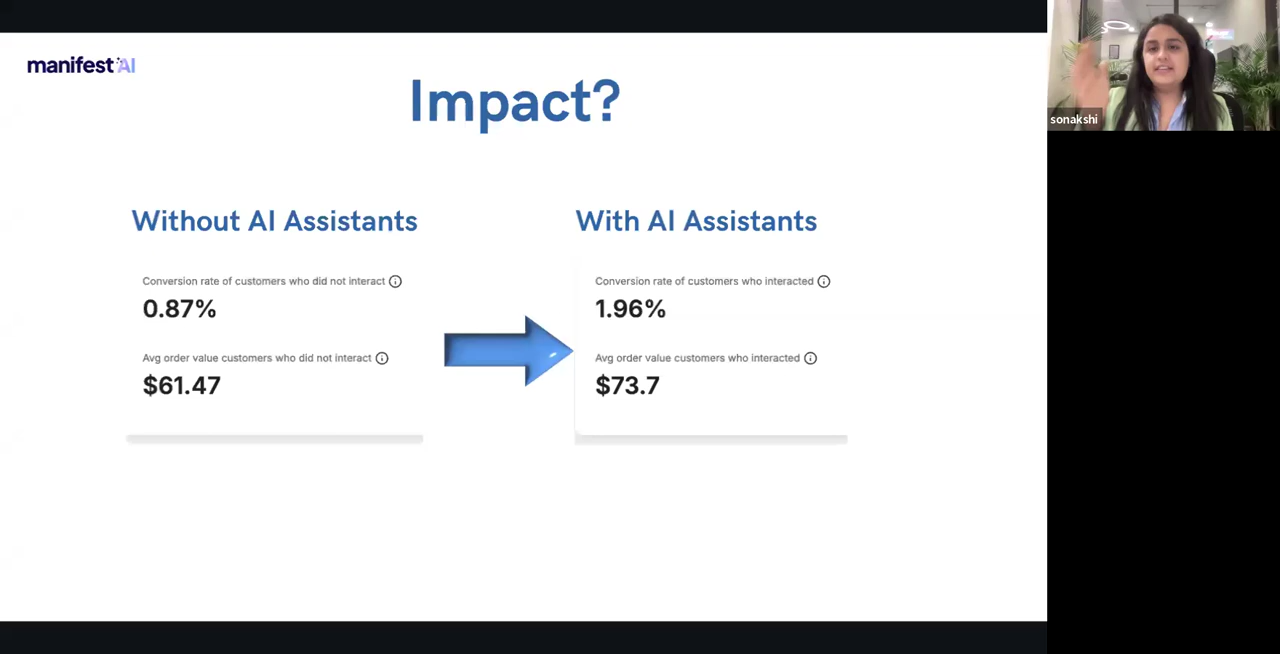 manifest AI
Impact?
Without AI Assistants
Conversion rate of customers who did not interact
0.87%
Avg order value customers who did not interact
$61.47
With AI Assistants
Conversion rate of customers who interacted
1.96%
Avg order value customers who interacted
$73.7
sonakshi